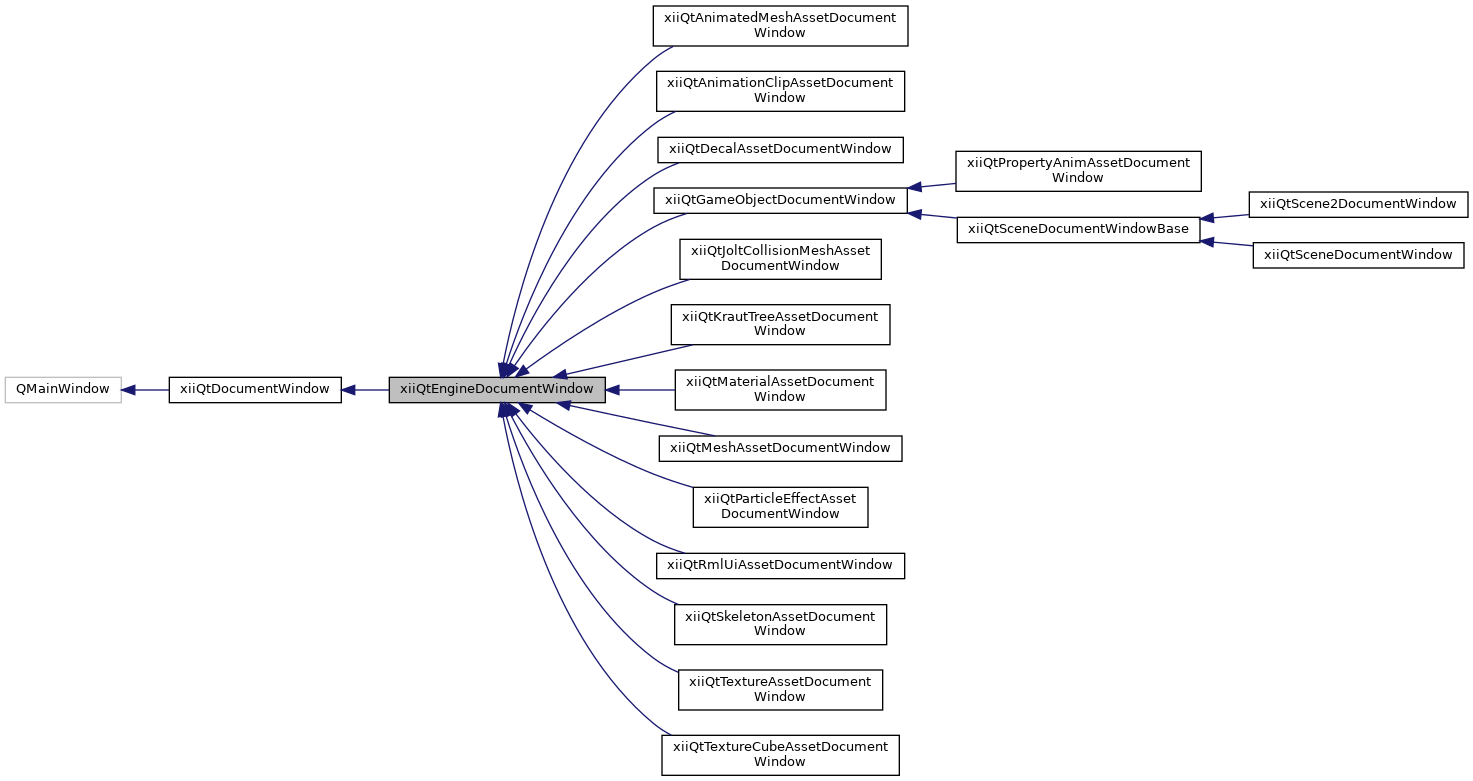 QMainWindow
xiiQtDocumentWindow
xiiQtEngineDocumentWindow
xiiQtAnimatedMeshAssetDocument
Window
xiiQtAnimationClipAssetDocument
Window
xiiQtDecalAssetDocumentWindow
xiiQtGameObjectDocumentWindow
xiiQtPropertyAnimAssetDocument
Window
xiiQtSceneDocumentWindowBase
xiiQtScene2DocumentWindow
xiiQtSceneDocumentWindow
xiiQtJoltCollisionMeshAsset
DocumentWindow
xiiQtKrautTreeAssetDocument
Window
xiiQtMaterialAssetDocument
Window
xiiQtMeshAssetDocumentWindow
xiiQtParticleEffectAsset
DocumentWindow
xiiQtRmlUiAssetDocumentWindow
xiiQtSkeletonAssetDocument
Window
xiiQtTextureAssetDocument
Window
xiiQtTextureCubeAssetDocument
Window